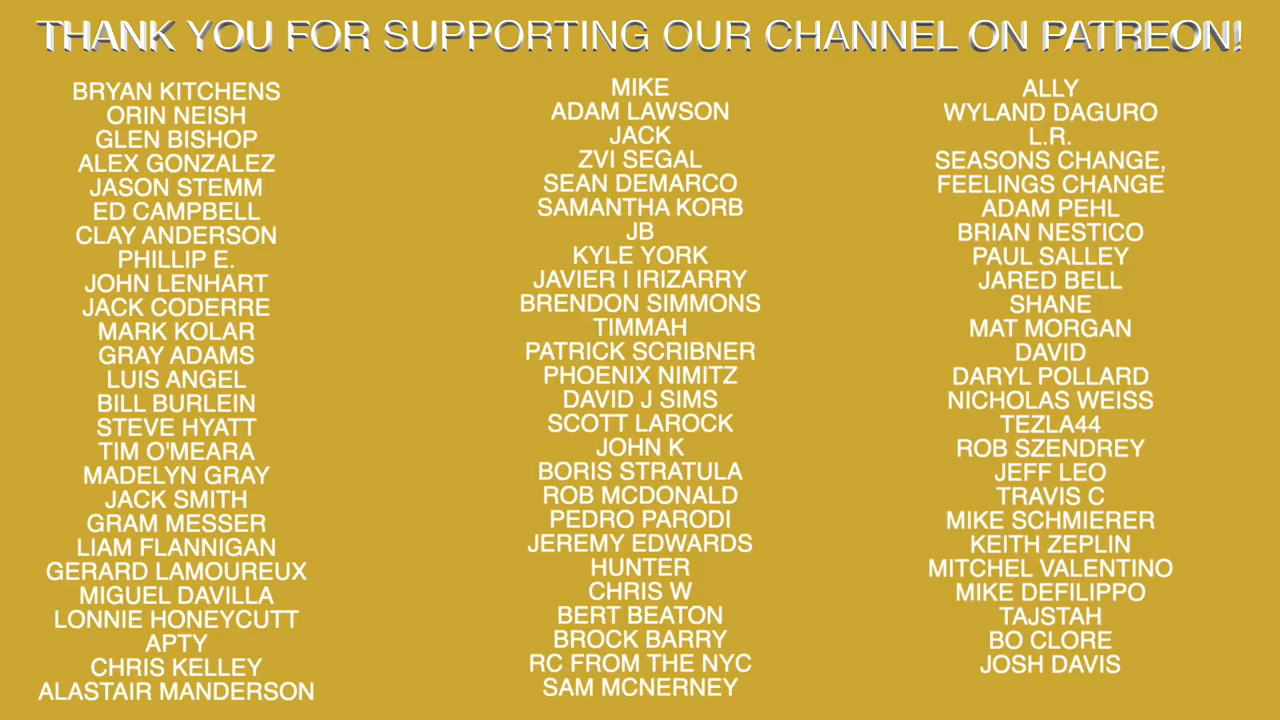 THANK YOU FOR SUPPORTING OUR CHANNEL ON PATREON!
BRYAN KITCHENS
ORIN NEISH
GLEN BISHOP
ALEX GONZALEZ
JASON STEMM
ED CAMPBELL
CLAY ANDERSON
PHILLIP E.
JOHN LENHART
JACK CODERRE
MARK KOLAR
GRAY ADAMS
LUIS ANGEL
BILL BURLEIN
STEVE HYATT
TIM O'MEARA
MADELYN GRAY
JACK SMITH
GRAM MESSER
LIAM FLANNIGAN
GERARD LAMOUREUX
MIGUEL DAVILLA
LONNIE HONEYCUTT
APTY
CHRIS KELLEY
ALASTAIR MANDERSON
MIKE
ADAM LAWSON
JACK
ZVI SEGAL
SEAN DEMARCO
SAMANTHA KORB
JB
KYLE YORK
JAVIER I IRIZARRY
BRENDON SIMMONS
TIMMAH
PATRICK SCRIBNER
PHOENIX NIMITZ
DAVID J SIMS
SCOTT LAROCK
JOHN K
BORIS STRATULA
ROB MCDONALD
PEDRO PARODI
JEREMY EDWARDS
HUNTER
CHRIS W
BERT BEATON
BROCK BARRY
RC FROM THE NYC
SAM MCNERNEY
ALLY
WYLAND DAGURO
L.R.
SEASONS CHANGE,
FEELINGS CHANGE
ADAM PEHL
BRIAN NESTICO
PAUL SALLEY
JARED BELL
SHANE
MAT MORGAN
DAVID
DARYL POLLARD
NICHOLAS WEISS
TEZLA44
ROB SZENDREY
JEFF LEO
TRAVIS C
MIKE SCHMIERER
KEITH ZEPLIN
MITCHEL VALENTINO
MIKE DEFILIPPO
TAJSTAH
BO CLORE
JOSH DAVIS